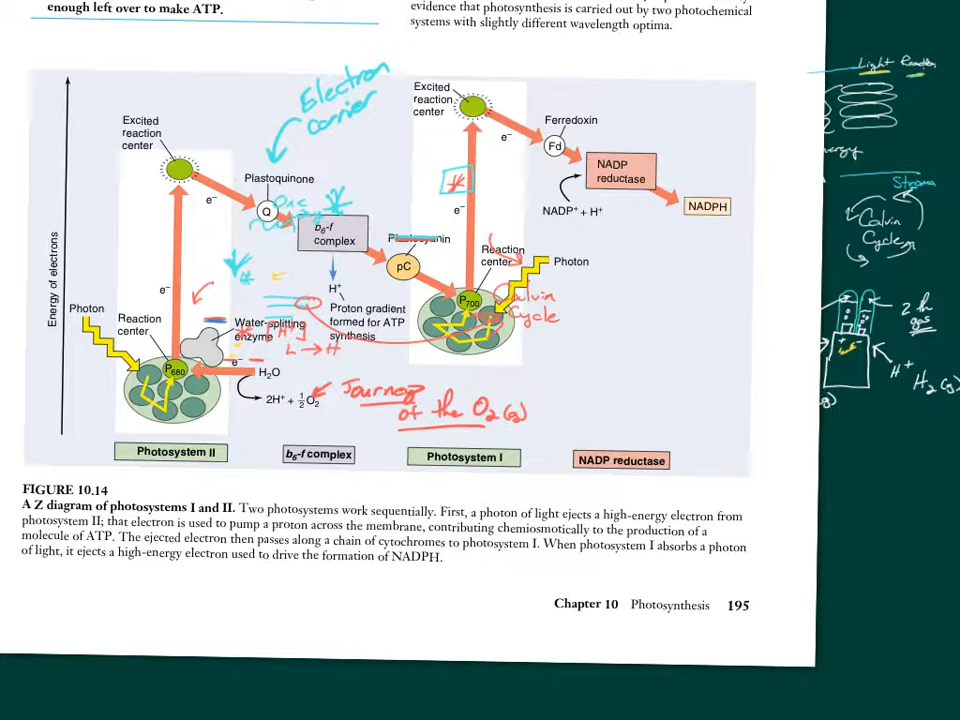 enough left over to make ATP.
evidence that photosynthesis is carried out by two photochemical
systems with slightly different wavelength optima.
Light Reaction
Electron
carrier
Excited
reaction
center
Excited
reaction
center
Ferredoxin
e⁻
Fd
NADP
reductase
Plastoquinone
e⁻
Q
NADP⁺ + H⁺
NADPH
Stroma
Calvin
Cycle
b₆-f
complex
e⁻
pC
Reaction
center
Photon
Energy of electrons
H⁺
Proton gradient
formed for ATP
synthesis
P₇₀₀
Calvin
Cycle
e⁻
Photon
Reaction
center
Water-splitting
enzyme
[H⁺]
L → H
P₆₈₀
e⁻
H₂O
2H⁺ + ½O₂
Journey
of the O₂(g)
gas
H⁺
H₂(g)
Photosystem II
b₆-f complex
Photosystem I
NADP reductase
FIGURE 10.14
A Z diagram of photosystems I and II. Two photosystems work sequentially. First, a photon of light ejects a high-energy electron from
photosystem II; that electron is used to pump a proton across the membrane, contributing chemiosmotically to the production of a
molecule of ATP. The ejected electron then passes along a chain of cytochromes to photosystem I. When photosystem I absorbs a photon
of light, it ejects a high-energy electron used to drive the formation of NADPH.
Chapter 10 Photosynthesis 195